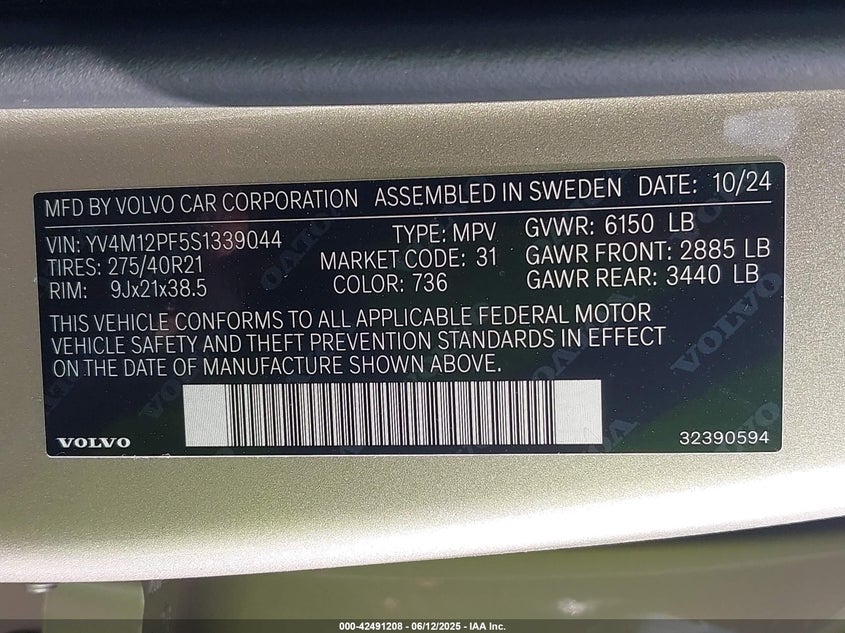 MFD BY VOLVO CAR CORPORATION ASSEMBLED IN SWEDEN DATE: 10/24
VIN: YV4M12PF5S1339044 TYPE: MPV GVWR: 6150 LB
TIRES: 275/40R21 MARKET CODE: 31 GAWR FRONT: 2885 LB
RIM: 9Jx21x38.5 COLOR: 736 GAWR REAR: 3440 LB
THIS VEHICLE CONFORMS TO ALL APPLICABLE FEDERAL MOTOR
VEHICLE SAFETY AND THEFT PREVENTION STANDARDS IN EFFECT
ON THE DATE OF MANUFACTURE SHOWN ABOVE.
VOLVO 32390594
000-42491208 - 06/12/2025 - IAA Inc.